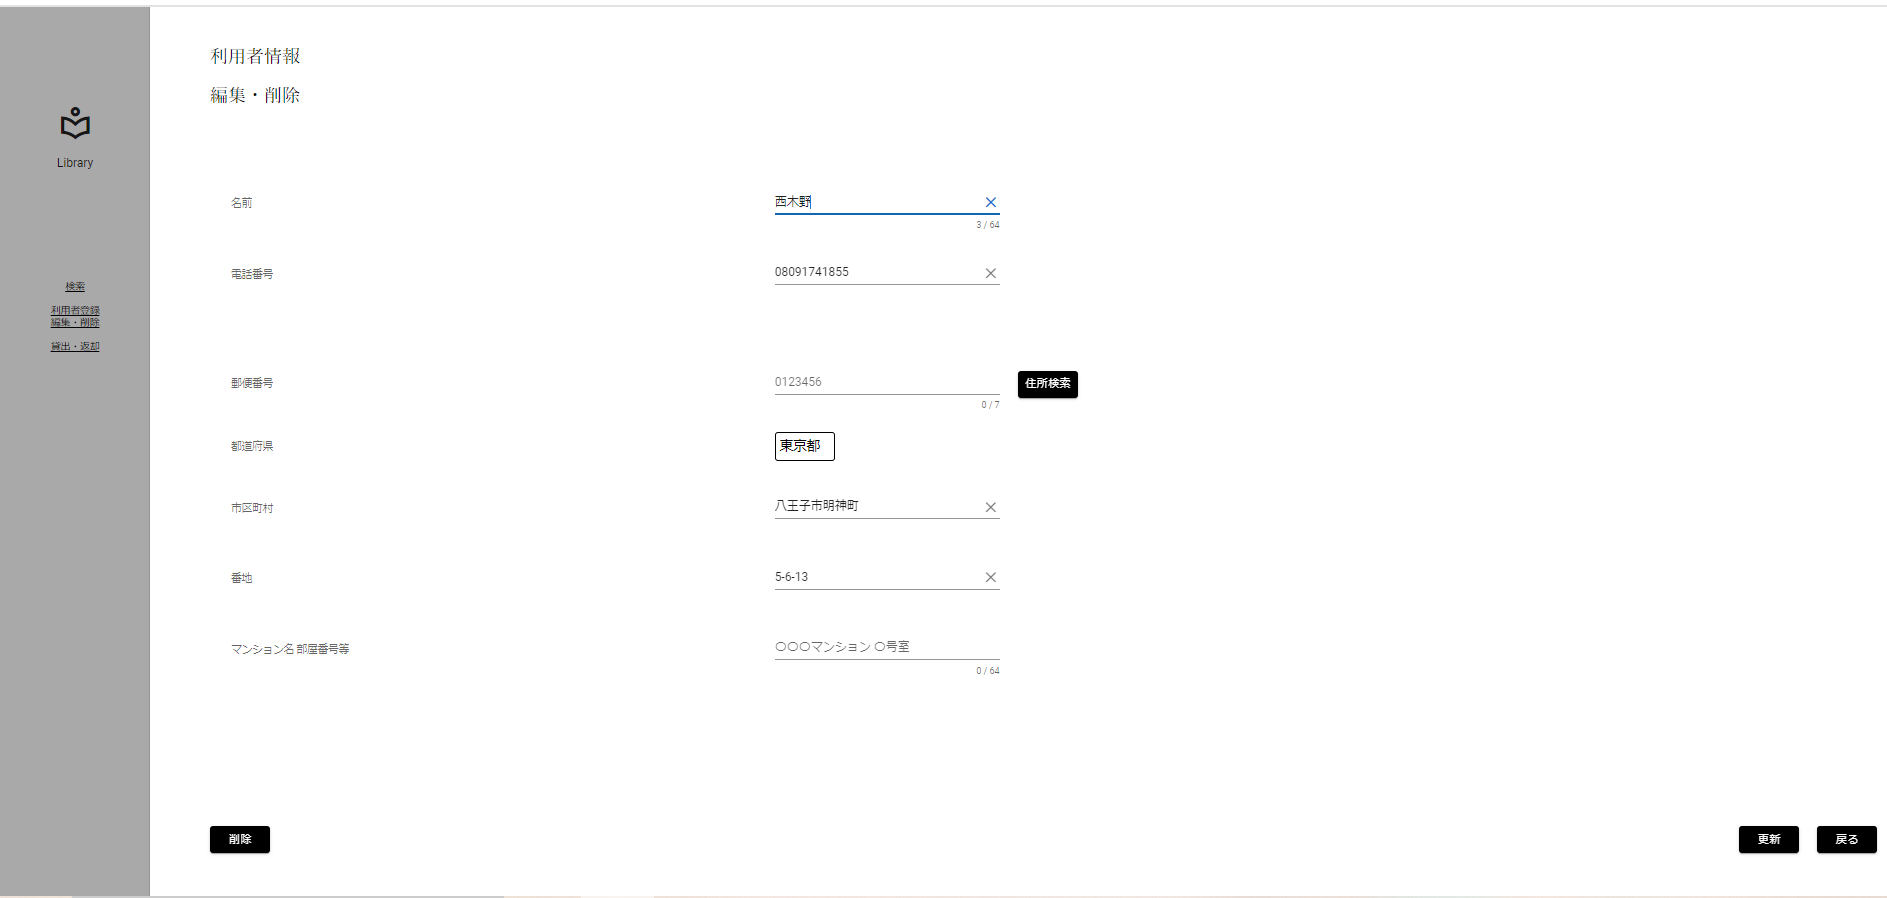 利用者情報
編集・削除
Library
検索
利用者登録
編集・削除
貸出・返却
名前
西木野
3 / 64
電話番号
08091741855
郵便番号
0123456
住所検索
0 / 7
都道府県
東京都
市区町村
八王子市明神町
番地
5-6-13
マンション名 部屋番号等
〇〇〇マンション 〇号室
0 / 64
削除
更新
戻る